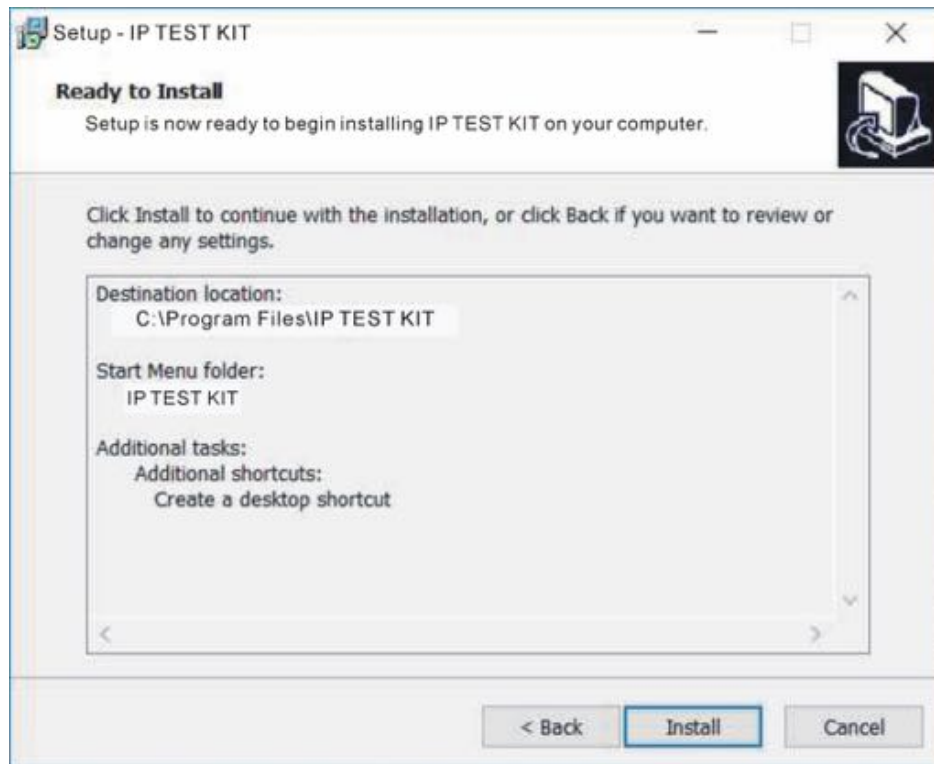 Setup - IP TEST KIT
Ready to Install
Setup is now ready to begin installing IP TEST KIT on your computer.
Click Install to continue with the installation, or click Back if you want to review or
change any settings.
Destination location:
C:\Program Files\IP TEST KIT
Start Menu folder:
IP TEST KIT
Additional tasks:
Additional shortcuts:
Create a desktop shortcut
< Back Install Cancel